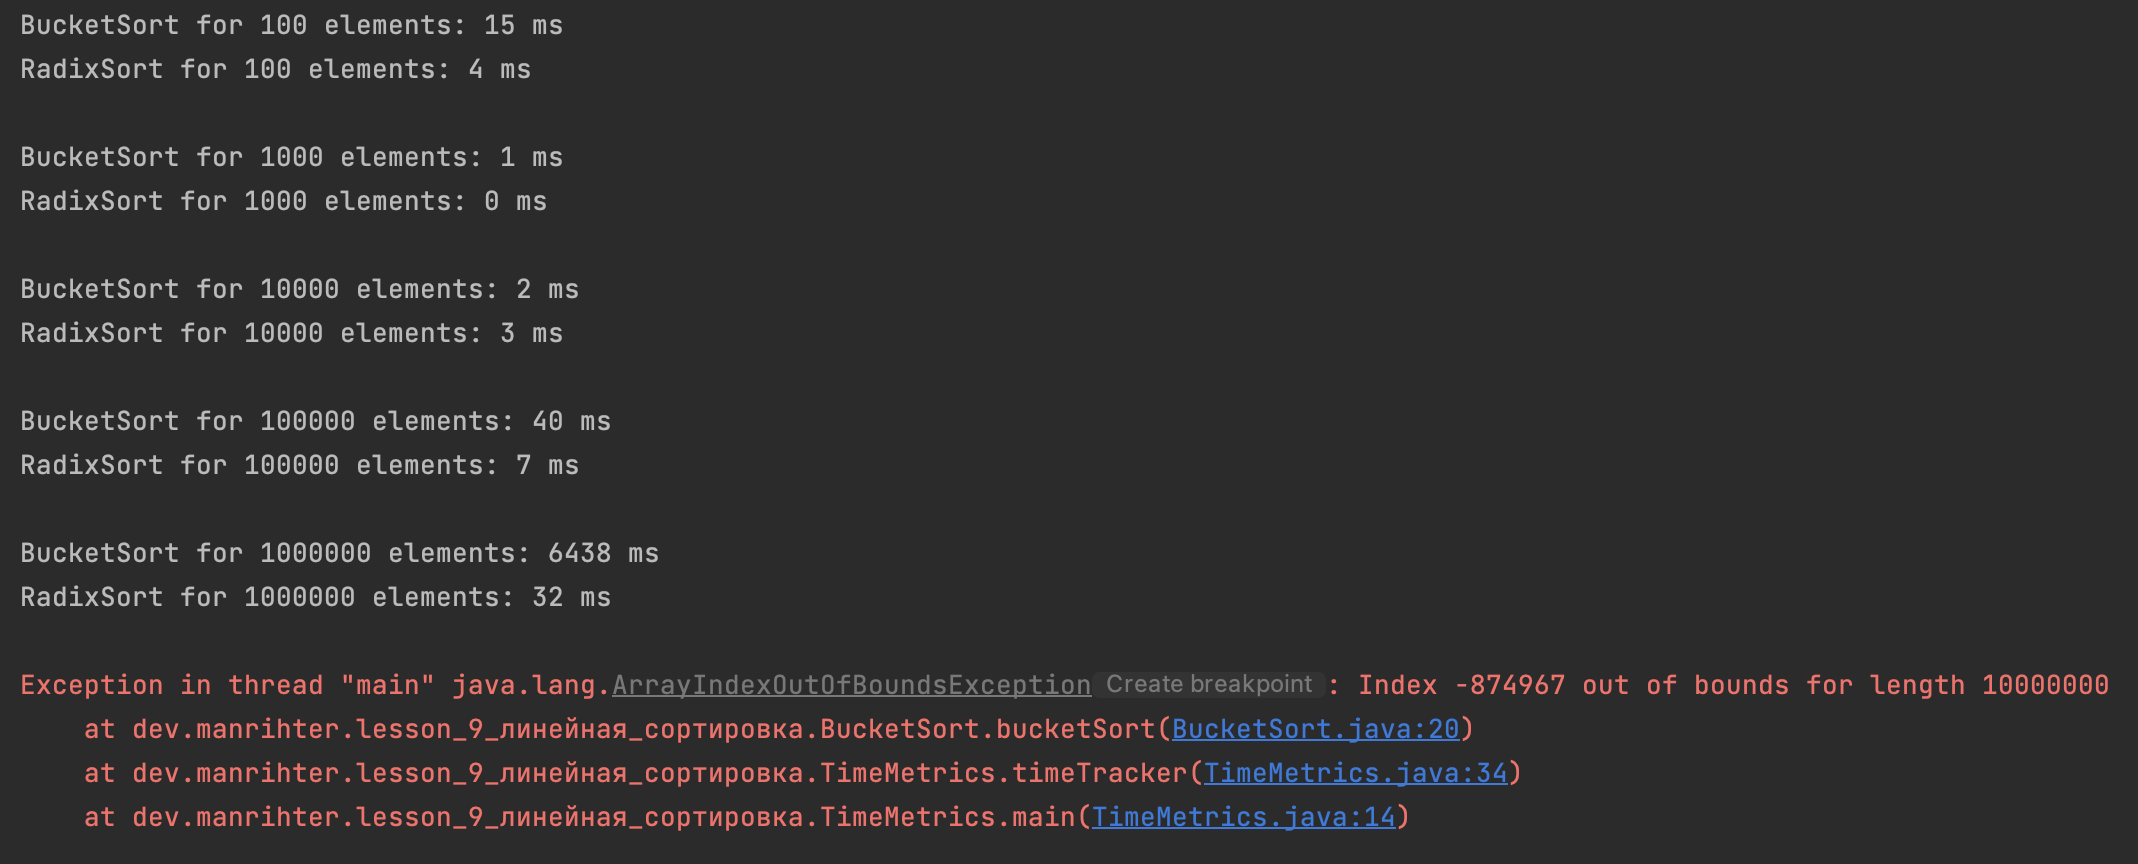 BucketSort for 100 elements: 15 ms
RadixSort for 100 elements: 4 ms
BucketSort for 1000 elements: 1 ms
RadixSort for 1000 elements: 0 ms
BucketSort for 10000 elements: 2 ms
RadixSort for 10000 elements: 3 ms
BucketSort for 100000 elements: 40 ms
RadixSort for 100000 elements: 7 ms
BucketSort for 1000000 elements: 6438 ms
RadixSort for 1000000 elements: 32 ms
Exception in thread "main" java.lang.ArrayIndexOutOfBoundsException Create breakpoint : Index -874967 out of bounds for length 10000000
at dev.manrihter.lesson_9_линейная_сортировка.BucketSort.bucketSort(BucketSort.java:20)
at dev.manrihter.lesson_9_линейная_сортировка.TimeMetrics.timeTracker(TimeMetrics.java:34)
at dev.manrihter.lesson_9_линейная_сортировка.TimeMetrics.main(TimeMetrics.java:14)